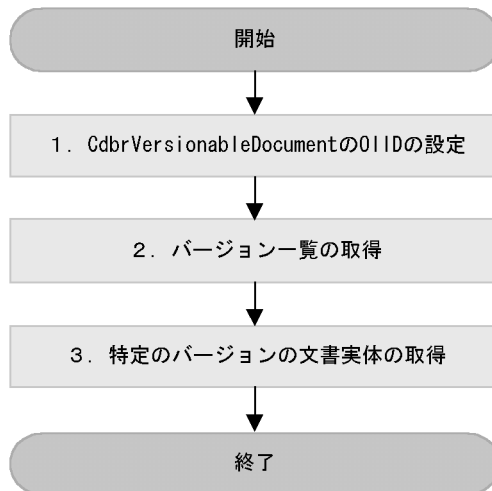 開始
１．CdbrVersionableDocumentのOIIDの設定
２．バージョン一覧の取得
３．特定のバージョンの文書実体の取得
終了